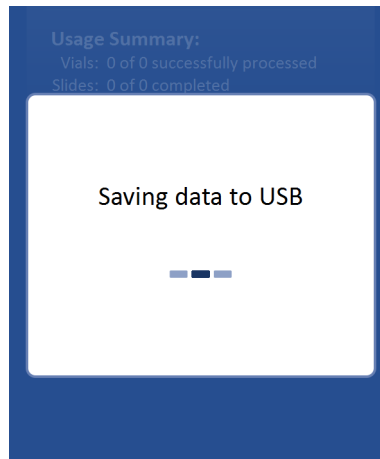 Usage Summary:
Vials: 0 of 0 successfully processed
Slides: 0 of 0 completed
Saving data to USB